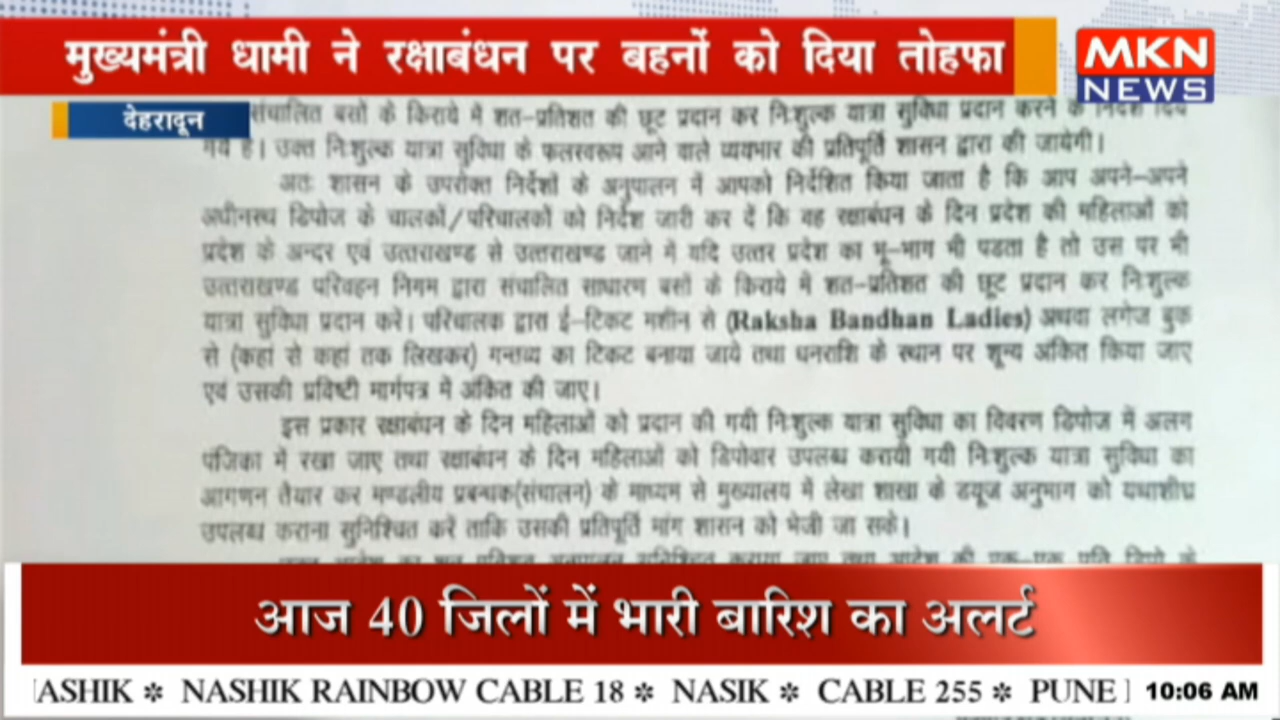 मुख्यमंत्री धामी ने रक्षाबंधन पर बहनों को दिया तोहफा
MKN
NEWS
देहरादून
संचालित बसों के किराये में शत-प्रतिशत की छूट प्रदान कर निःशुल्क यात्रा सुविधा प्रदान करने के निर्देश दिये
गये है। उक्त निःशुल्क यात्रा सुविधा के फलस्वरूप आने वाले व्ययभार की प्रतिपूर्ति शासन द्वारा की जायेगी।
अतः शासन के उपरोक्त निर्देशों के अनुपालन में आपको निर्देशित किया जाता है कि आप अपने-अपने
अधीनस्थ डिपोज के चालकों/परिचालकों को निर्देश जारी कर दें कि वह रक्षाबंधन के दिन प्रदेश की महिलाओं को
प्रदेश के अन्दर एवं उत्तराखण्ड से उत्तराखण्ड जाने में यदि उत्तर प्रदेश का भू-भाग भी पडता है तो उस पर भी
उत्तराखण्ड परिवहन निगम द्वारा संचालित साधारण बसों के किराये में शत-प्रतिशत की छूट प्रदान कर निःशुल्क
यात्रा सुविधा प्रदान करें। परिचालक द्वारा ई-टिकट मशीन से (Raksha Bandhan Ladies) अथवा लगेज बुक
से (कहां से कहां तक लिखकर) गन्तव्य का टिकट बनाया जाये तथा धनराशि के स्थान पर शून्य अंकित किया जाए
एवं उसकी प्रविष्टी मार्गपत्र में अंकित की जाए।
इस प्रकार रक्षाबंधन के दिन महिलाओं को प्रदान की गयी निःशुल्क यात्रा सुविधा का विवरण डिपोज में अलग
पंजिका में रखा जाए तथा रक्षाबंधन के दिन महिलाओं को डिपोवार उपलब्ध करायी गयी निःशुल्क यात्रा सुविधा का
आगणन तैयार कर मण्डलीय प्रबन्धक(संचालन) के माध्यम से मुख्यालय में लेखा शाखा के डयूज अनुभाग को यथाशीघ्र
उपलब्ध कराना सुनिश्चित करें ताकि उसकी प्रतिपूर्ति मांग शासन को भेजी जा सके।
आज 40 जिलों में भारी बारिश का अलर्ट
ASHIK ❇ NASHIK RAINBOW CABLE 18 ❇ NASIK ❇ CABLE 255 ❇ PUNE 10:06 AM